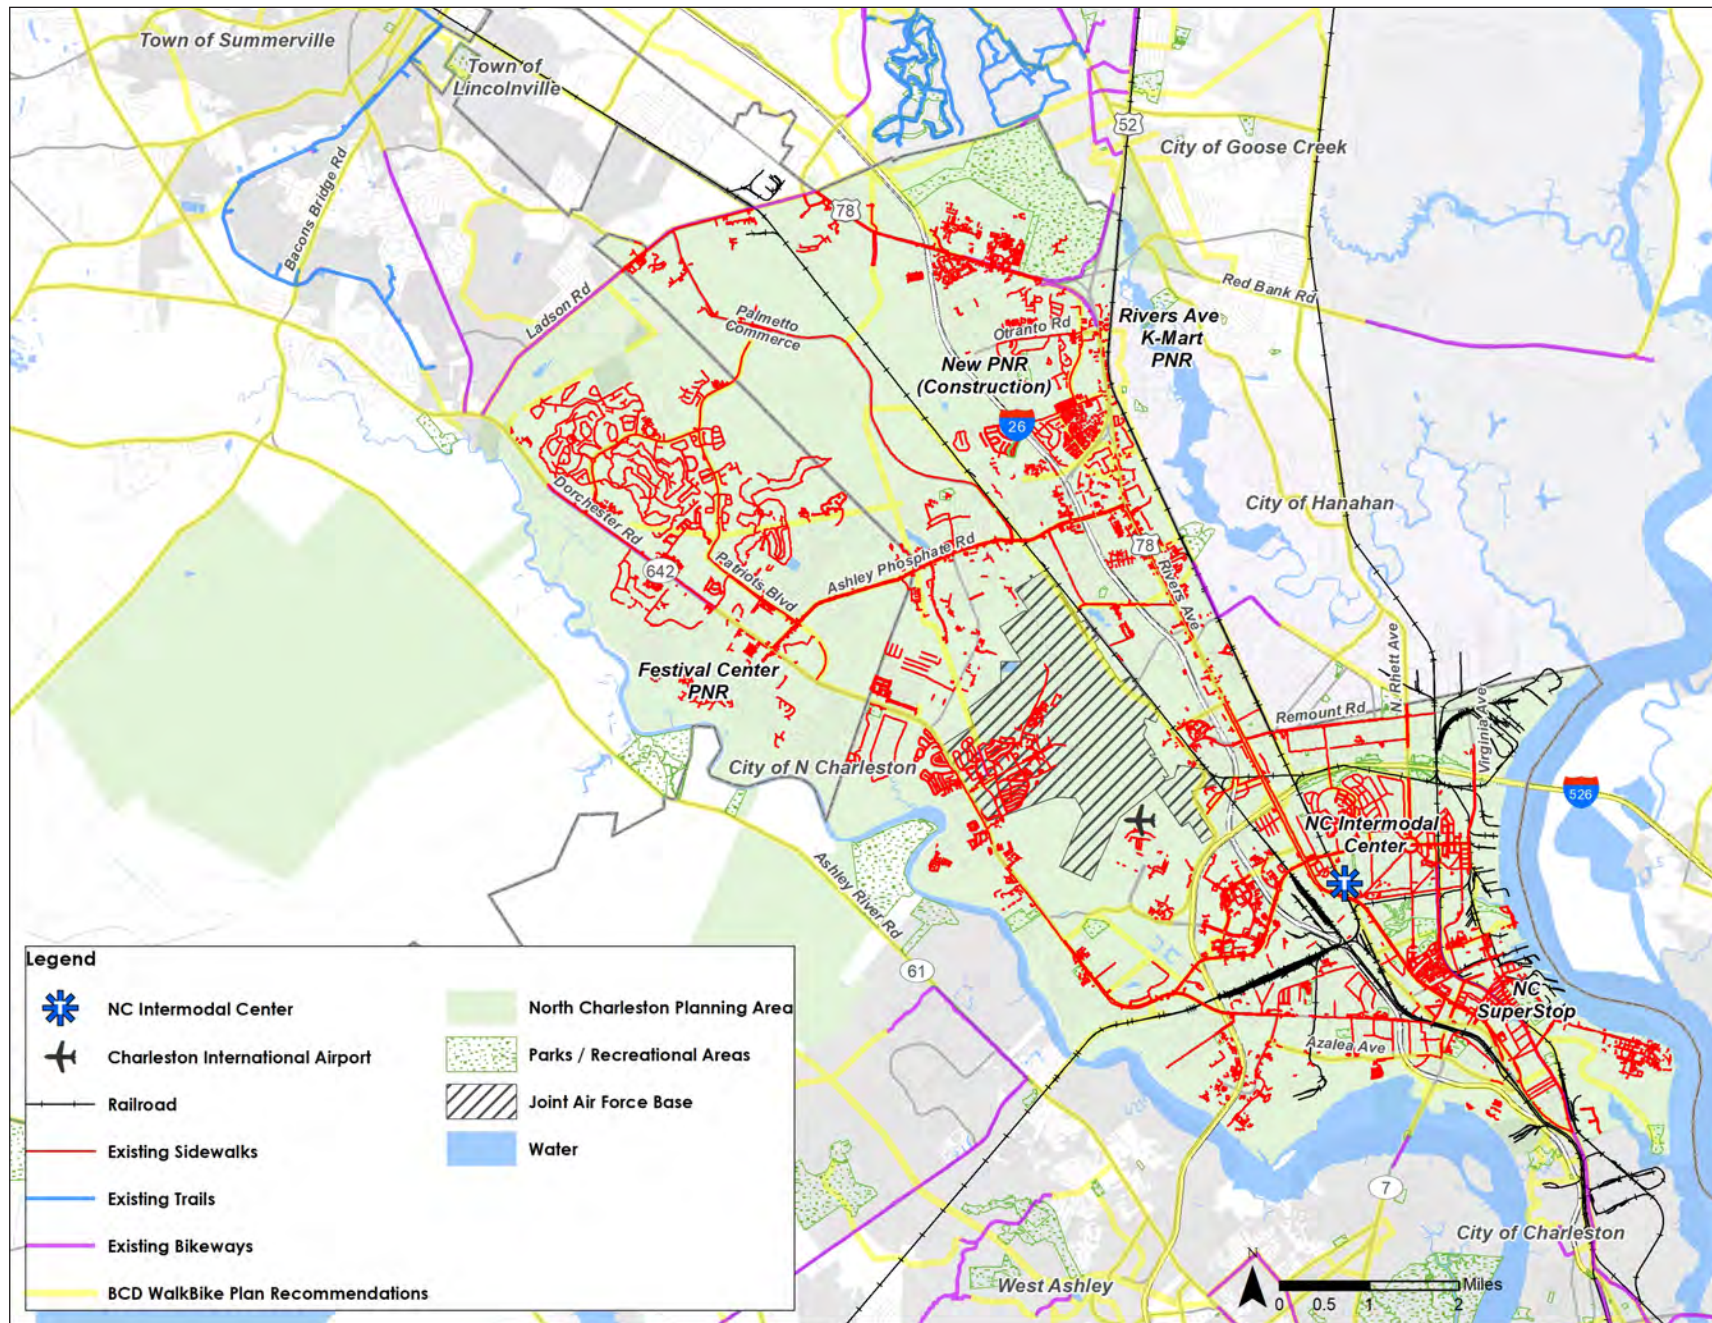 Town of Summerville
Town of
Lincolnville
52
City of Goose Creek
Bacons Bridge Rd
78
Ladson Rd
Palmetto
Commerce
Otranto Rd
Red Bank Rd
Rivers Ave
K-Mart
PNR
New PNR
(Construction)
26
Dorchester Rd
City of Hanahan
642
Patriots Blvd
Ashley Phosphate Rd
78
Rivers Ave
Festival Center
PNR
N Rhett Ave
Remount Rd
Virginia Ave
City of N Charleston
526
NC Intermodal
Center
Ashley River Rd
61
NC
SuperStop
Azalea Ave
7
City of Charleston
West Ashley
N
Miles
0 0.5 1 2
Legend
NC Intermodal Center
Charleston International Airport
Railroad
Existing Sidewalks
Existing Trails
Existing Bikeways
BCD WalkBike Plan Recommendations
North Charleston Planning Area
Parks / Recreational Areas
Joint Air Force Base
Water